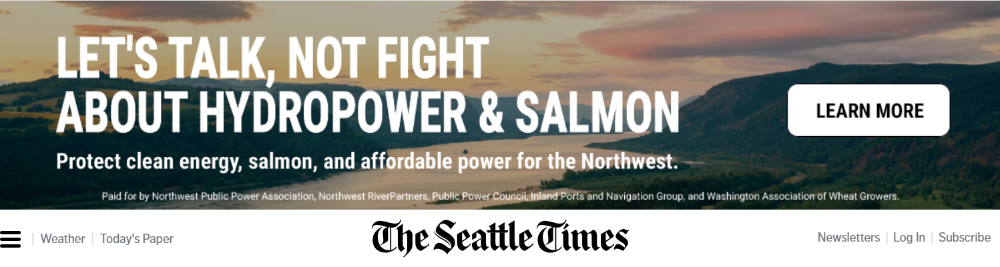 LET'S TALK, NOT FIGHT
ABOUT HYDROPOWER & SALMON
LEARN MORE
Protect clean energy, salmon, and affordable power for the Northwest.
Paid for by Northwest Public Power Association, Northwest RiverPartners, Public Power Council, Inland Ports and Navigation Group, and Washington Association of Wheat Growers.
| Weather | Today's Paper
The Seattle Times
Newsletters | Log In | Subscribe